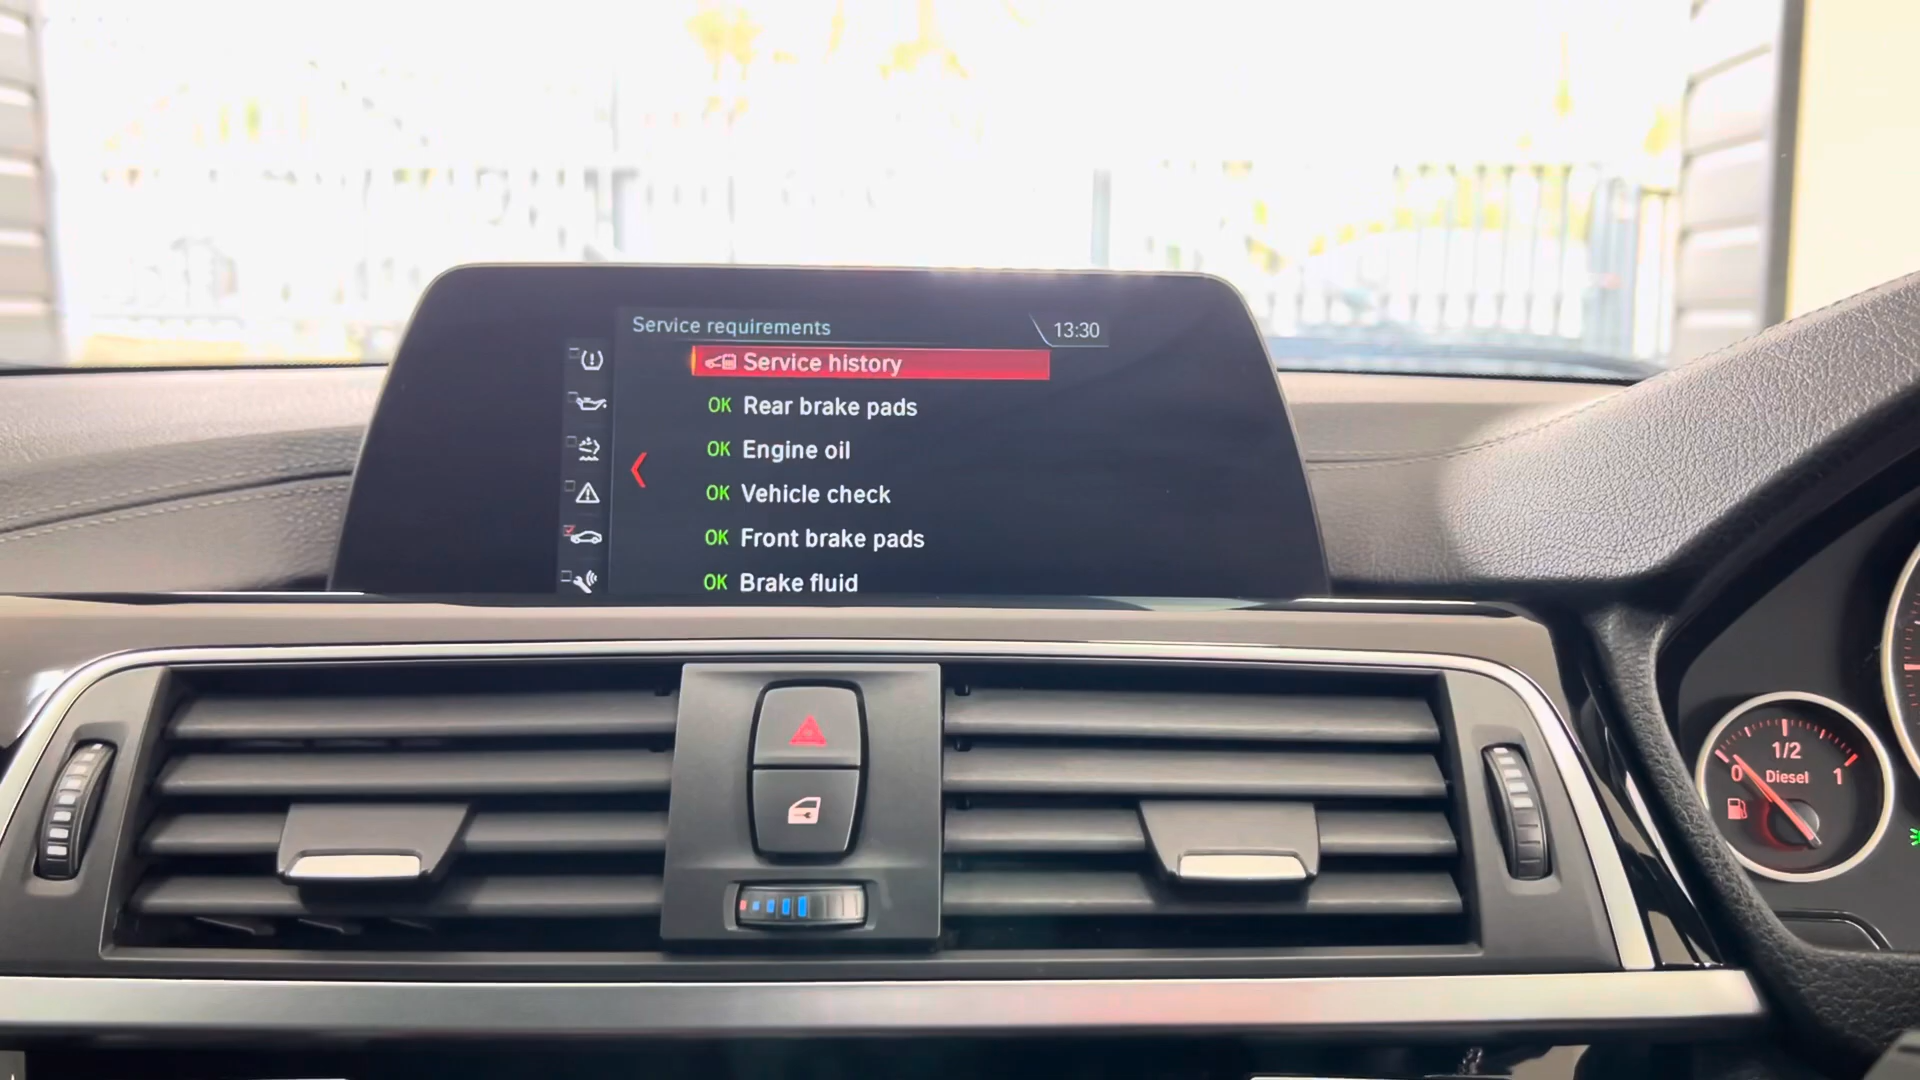 Service requirements
13:30
Service history
OK Rear brake pads
OK Engine oil
OK Vehicle check
OK Front brake pads
OK Brake fluid
1/2
0 Diesel 1